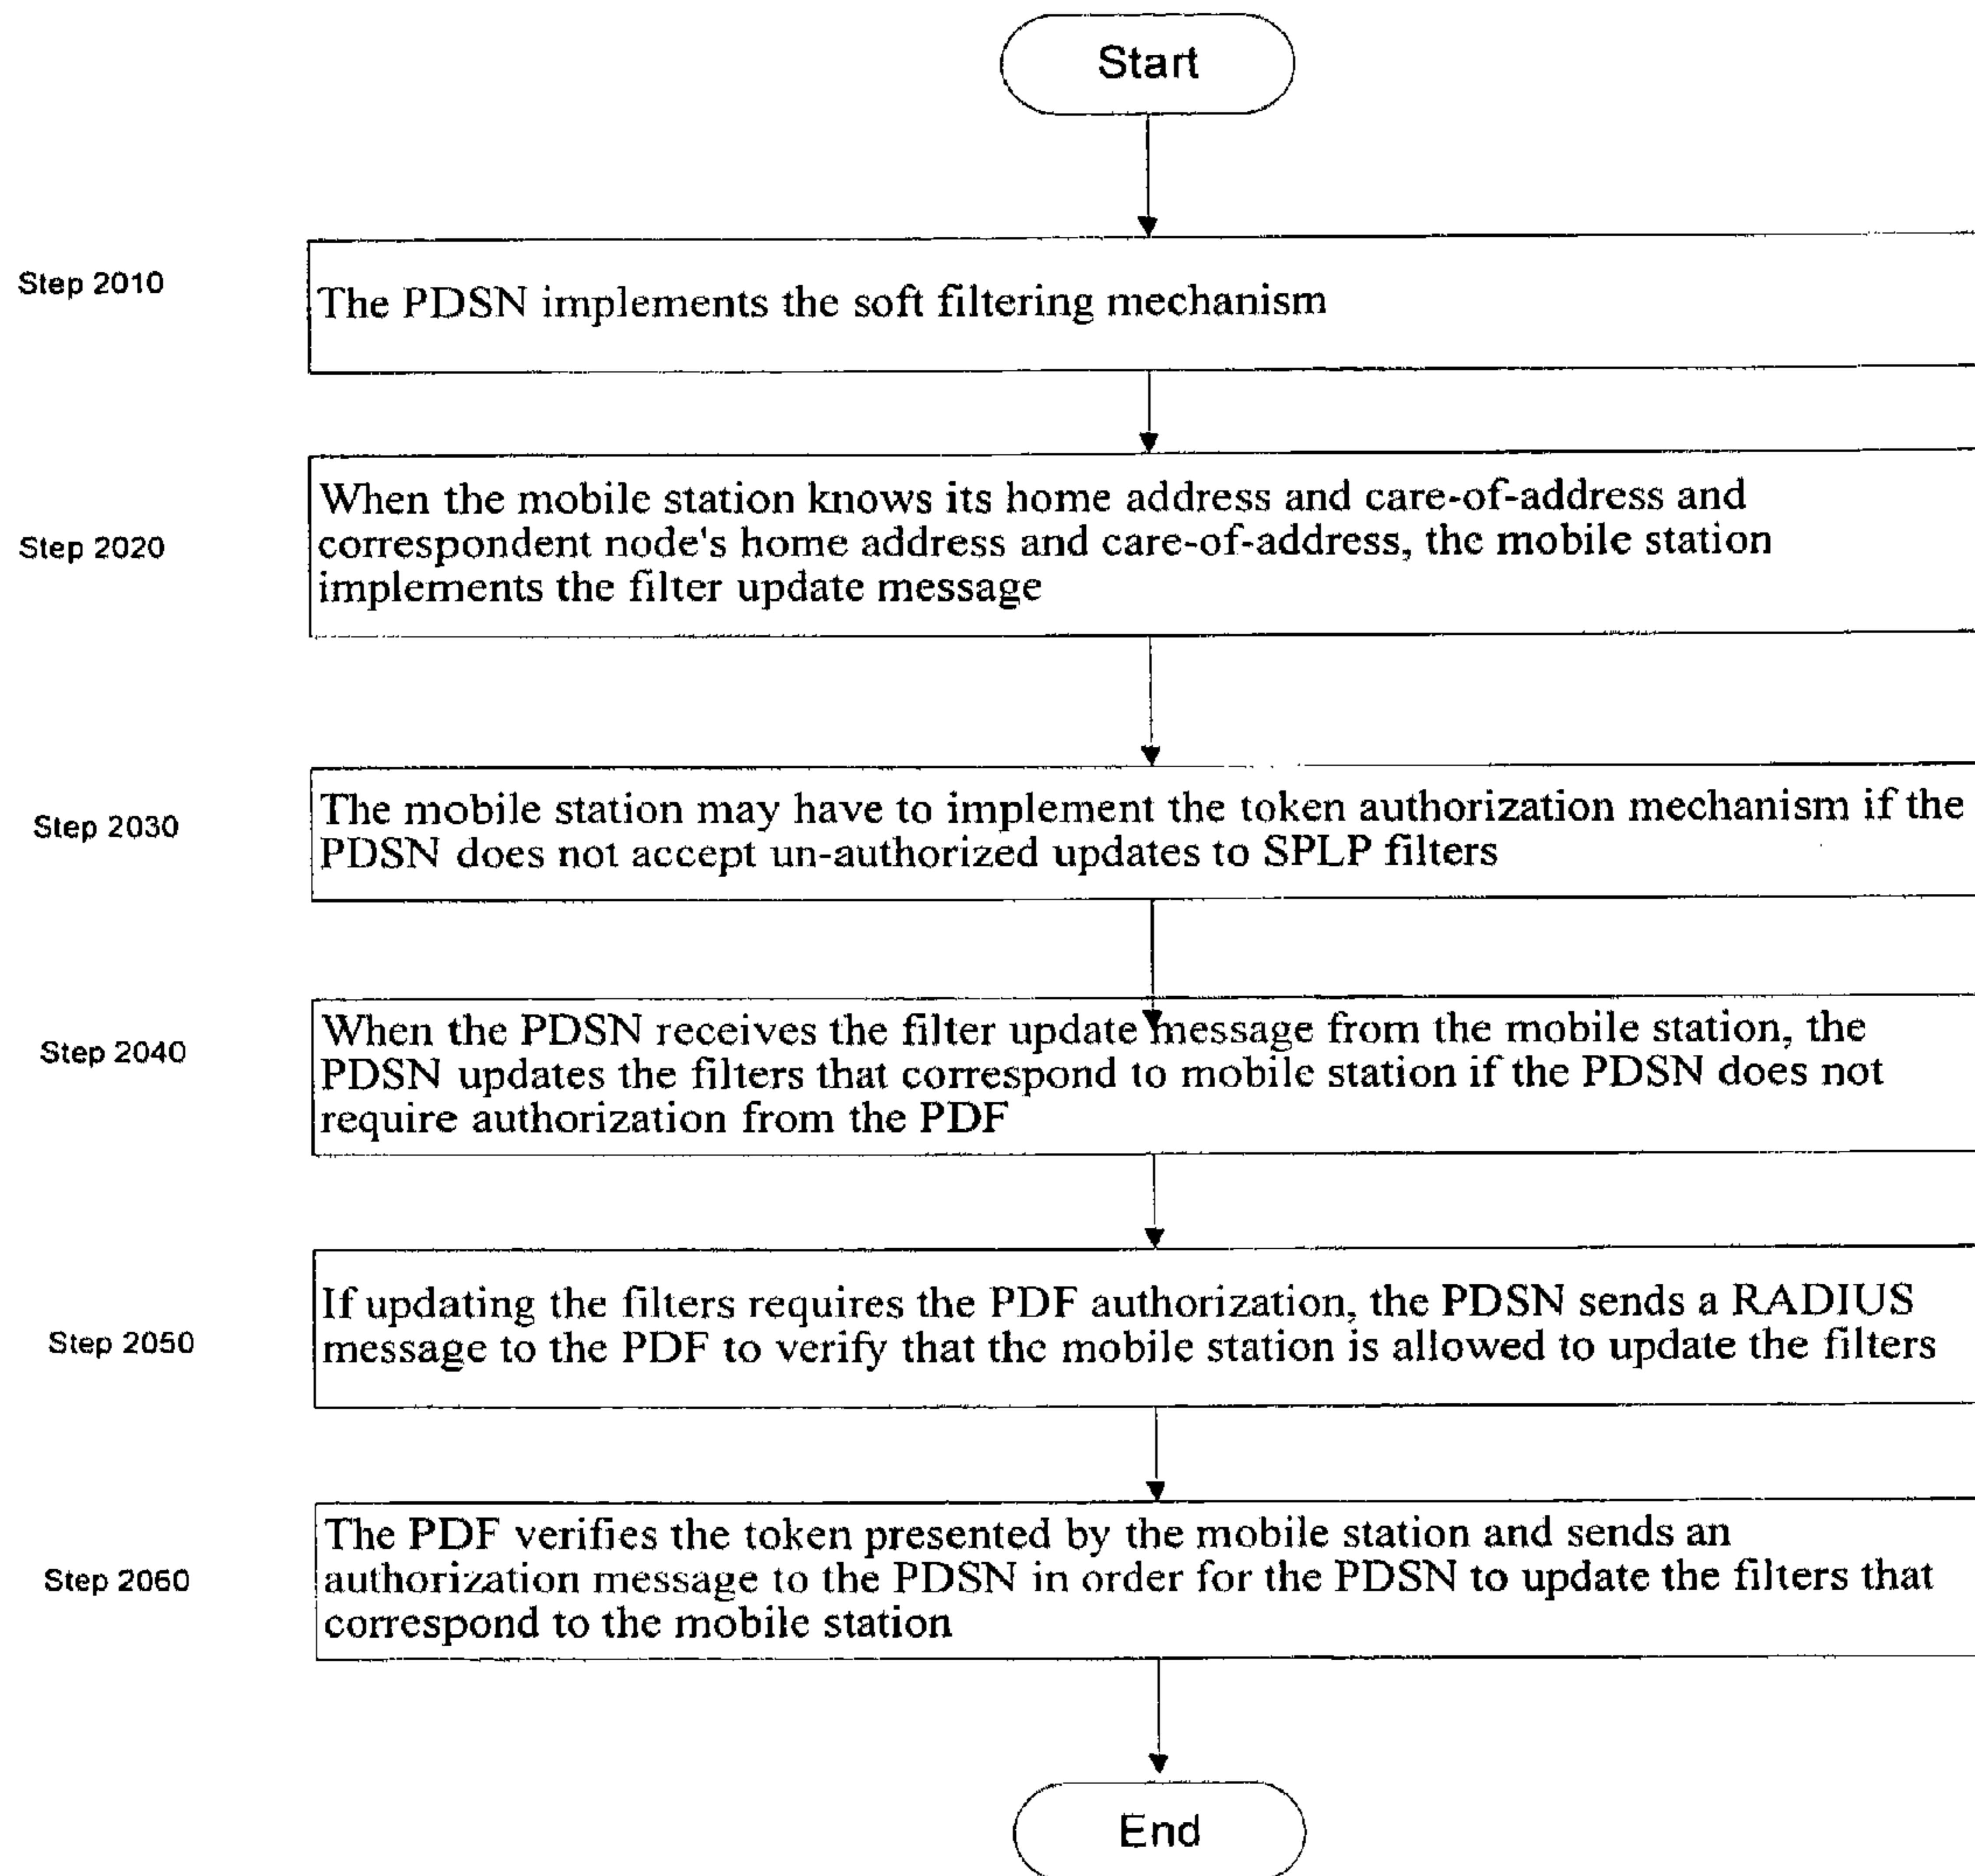 Start
Step 2010
The PDSN implements the soft filtering mechanism
Step 2020
When the mobile station knows its home address and care-of-address and
correspondent node's home address and care-of-address, the mobile station
implements the filter update message
Step 2030
The mobile station may have to implement the token authorization mechanism if the
PDSN does not accept un-authorized updates to SPLP filters
Step 2040
When the PDSN receives the filter update message from the mobile station, the
PDSN updates the filters that correspond to mobile station if the PDSN does not
require authorization from the PDF
Step 2050
If updating the filters requires the PDF authorization, the PDSN sends a RADIUS
message to the PDF to verify that the mobile station is allowed to update the filters
Step 2060
The PDF verifies the token presented by the mobile station and sends an
authorization message to the PDSN in order for the PDSN to update the filters that
correspond to the mobile station
End